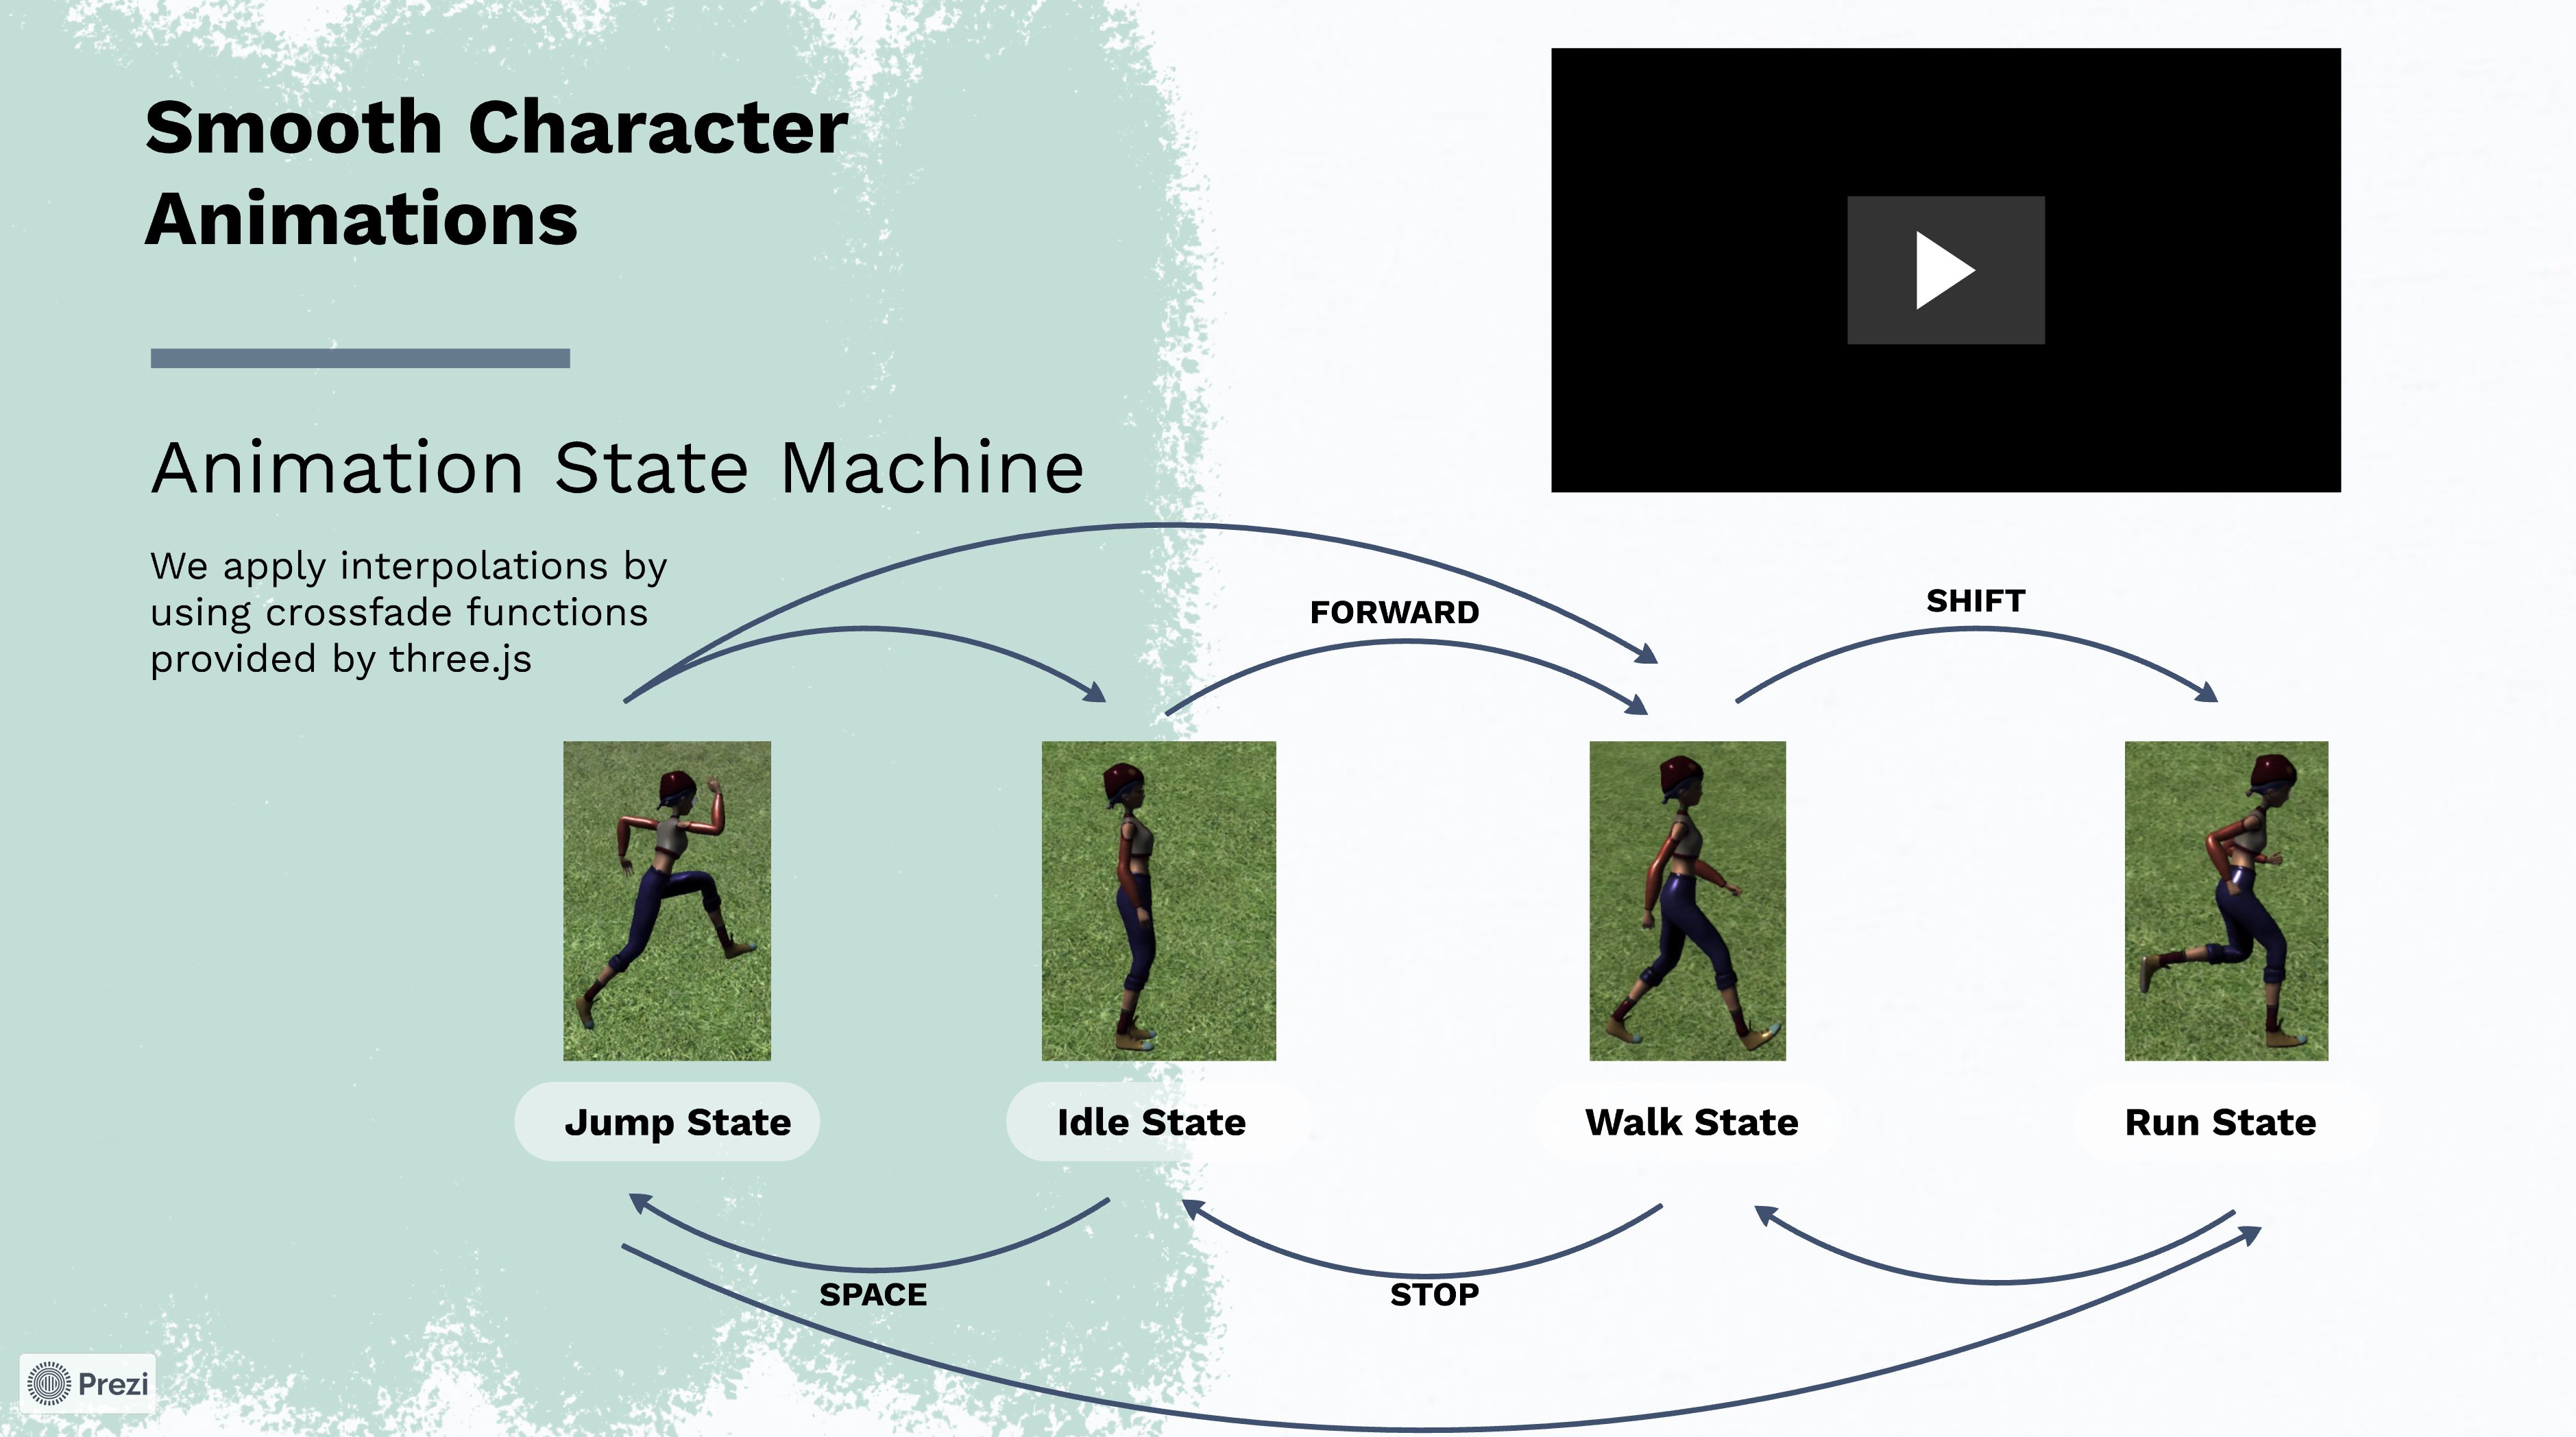 Smooth Character
Animations
Animation State Machine
We apply interpolations by
using crossfade functions
provided by three.js
FORWARD
SHIFT
Jump State
Idle State
Walk State
Run State
SPACE
STOP
Prezi